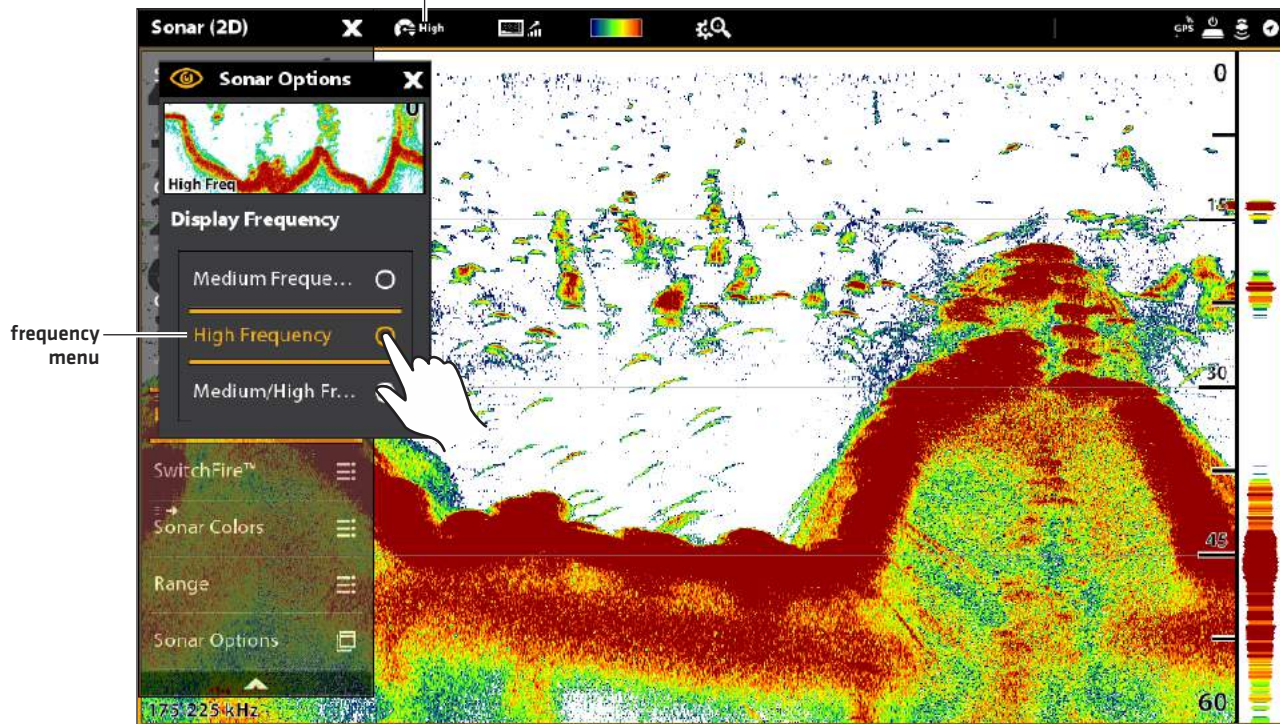 Sonar (2D)
X
High
GPS
Sonar Options
X
0
High Freq
Display Frequency
Medium Freque...
High Frequency
Medium/High Fr...
frequency
menu
SwitchFire™
Sonar Colors
Range
Sonar Options
175/225 kHz
0
15
30
45
60